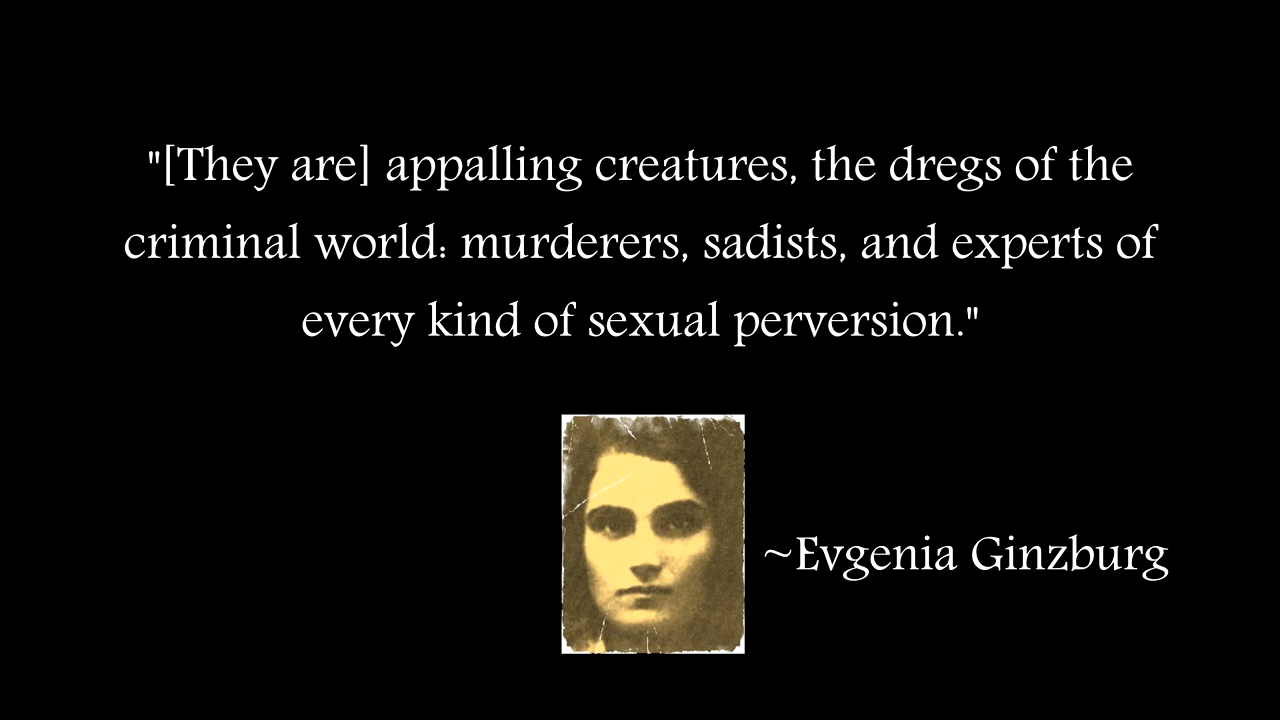 "[They are] appalling creatures, the dregs of the
criminal world: murderers, sadists, and experts of
every kind of sexual perversion."
~Evgenia Ginzburg